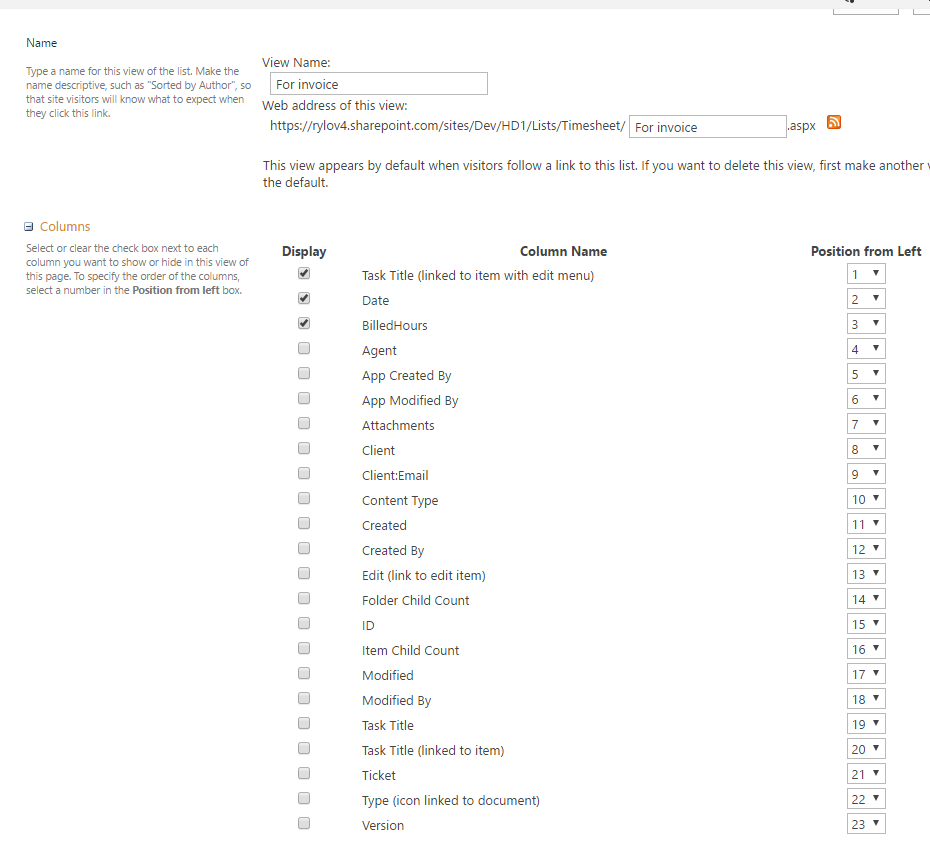 Name
Type a name for this view of the list. Make the
name descriptive, such as "Sorted by Author", so
that site visitors will know what to expect when
they click this link.
View Name:
For invoice
Web address of this view:
https://rylov4.sharepoint.com/sites/Dev/HD1/Lists/Timesheet/ For invoice .aspx
This view appears by default when visitors follow a link to this list. If you want to delete this view, first make another
the default.
Columns
Select or clear the check box next to each
column you want to show or hide in this view of
this page. To specify the order of the columns,
select a number in the Position from left box.
Display Column Name Position from Left
Task Title (linked to item with edit menu) 1
Date 2
BilledHours 3
Agent 4
App Created By 5
App Modified By 6
Attachments 7
Client 8
Client:Email 9
Content Type 10
Created 11
Created By 12
Edit (link to edit item) 13
Folder Child Count 14
ID 15
Item Child Count 16
Modified 17
Modified By 18
Task Title 19
Task Title (linked to item) 20
Ticket 21
Type (icon linked to document) 22
Version 23